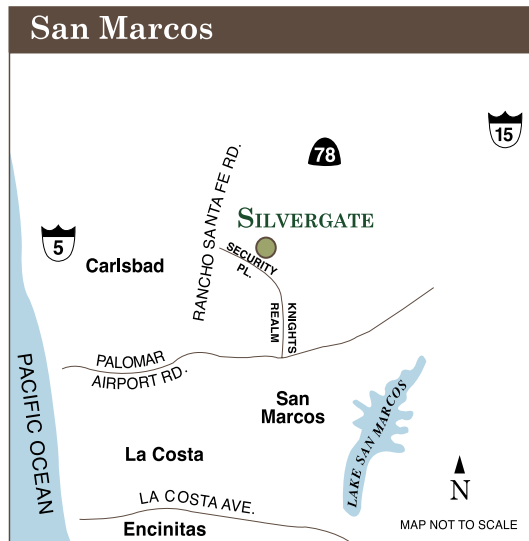 San Marcos
15
78
RANCHO SANTA FE RD.
SILVERGATE
5
SECURITY
PL.
Carlsbad
KNIGHTS
REALM
PALOMAR
AIRPORT RD.
PACIFIC OCEAN
San
Marcos
LAKE SAN MARCOS
La Costa
N
LA COSTA AVE.
MAP NOT TO SCALE
Encinitas